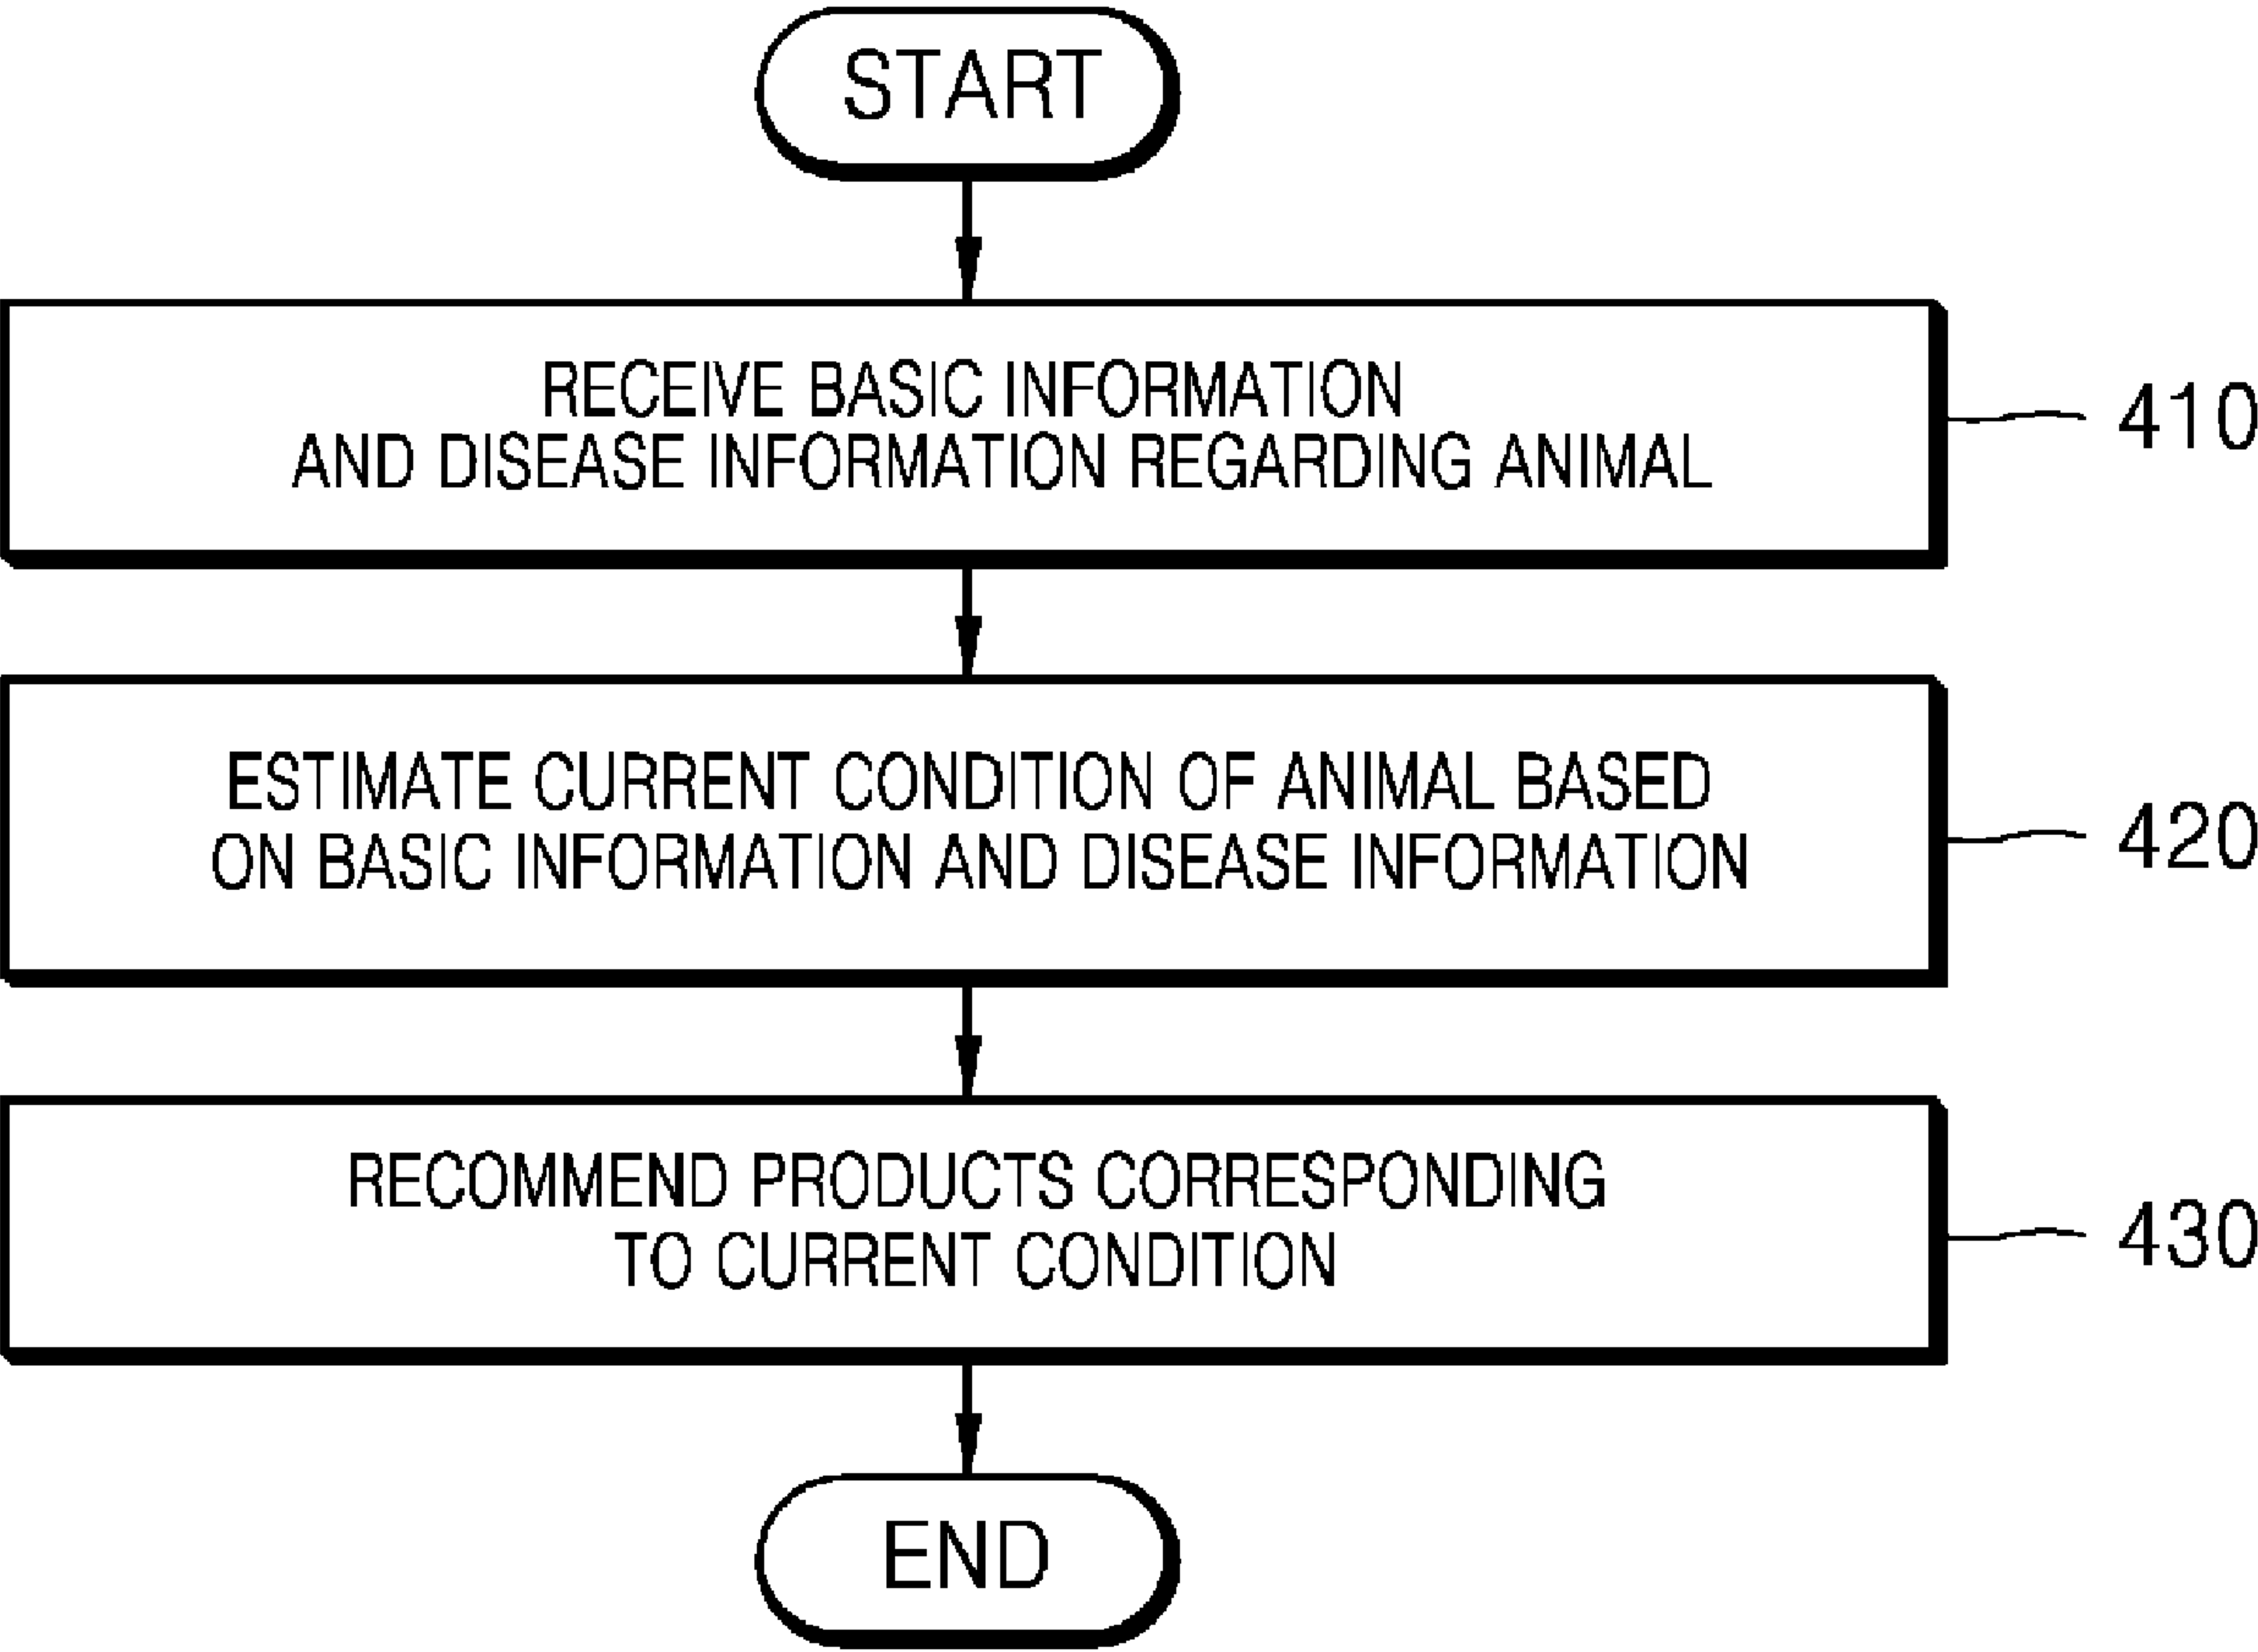 START
RECEIVE BASIC INFORMATION
AND DISEASE INFORMATION REGARDING ANIMAL
410
ESTIMATE CURRENT CONDITION OF ANIMAL BASED
ON BASIC INFORMATION AND DISEASE INFORMATION
420
RECOMMEND PRODUCTS CORRESPONDING
TO CURRENT CONDITION
430
END